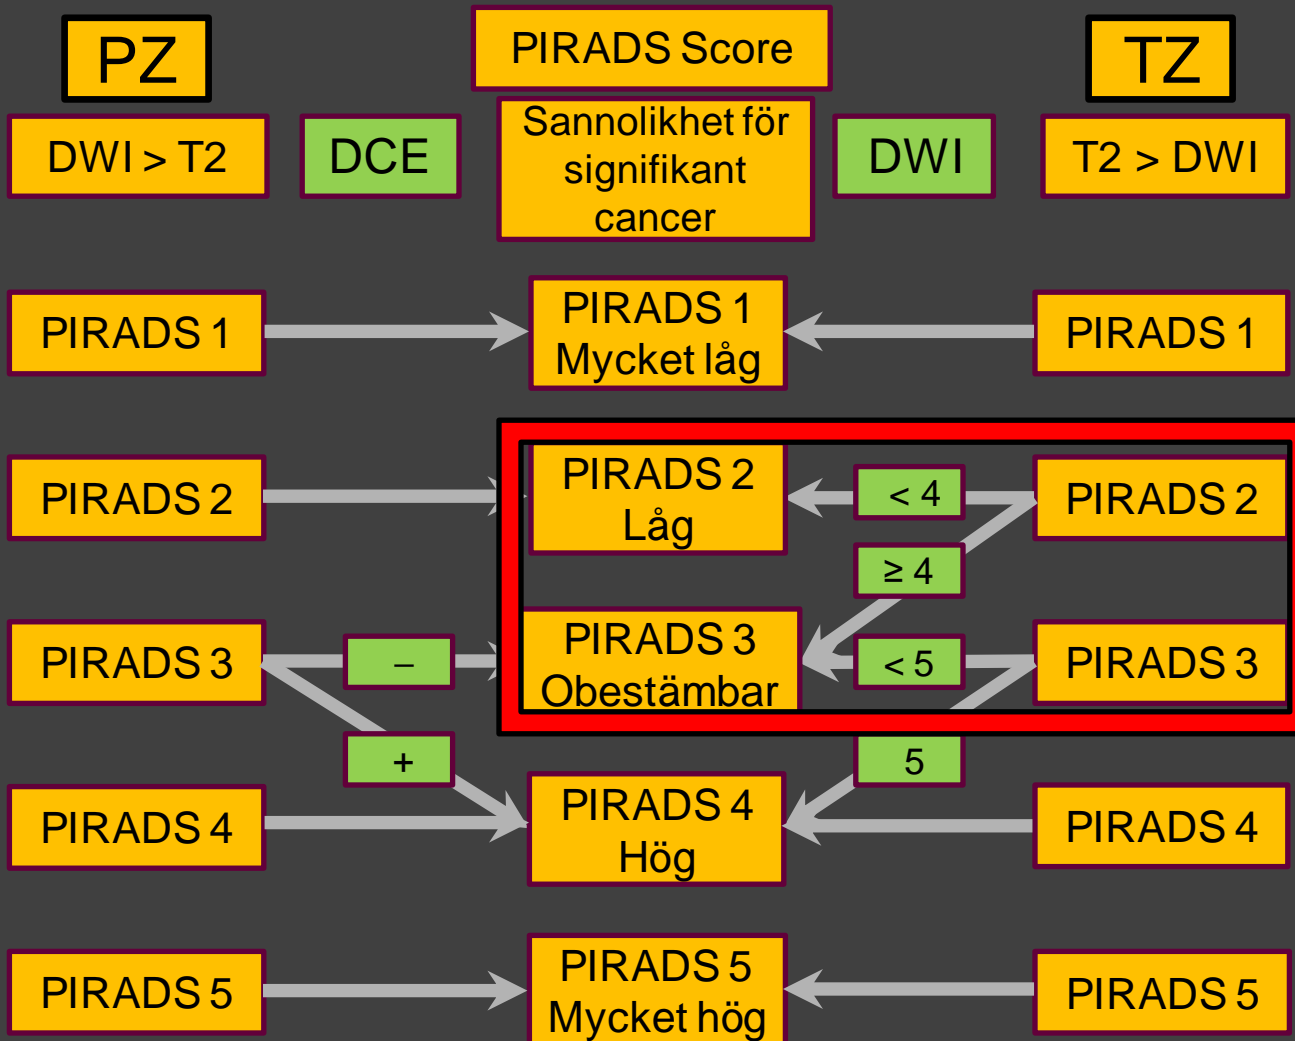 PZ
PIRADS Score
TZ
DWI > T2
DCE
Sannolikhet för
signifikant
cancer
DWI
T2 > DWI
PIRADS 1
PIRADS 1
Mycket låg
PIRADS 1
PIRADS 2
PIRADS 2
Låg
< 4
PIRADS 2
≥ 4
PIRADS 3
–
PIRADS 3
Obestämbar
< 5
PIRADS 3
+
5
PIRADS 4
PIRADS 4
Hög
PIRADS 4
PIRADS 5
PIRADS 5
Mycket hög
PIRADS 5